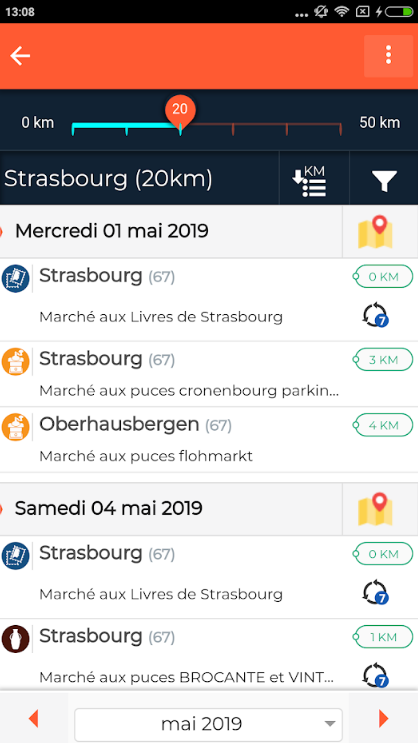 13:08
20
0 km
50 km
Strasbourg (20km)
KM
Mercredi 01 mai 2019
Strasbourg (67)
0 KM
Marché aux Livres de Strasbourg
7
Strasbourg (67)
3 KM
Marché aux puces cronenbourg parkin...
Oberhausbergen (67)
4 KM
Marché aux puces flohmarkt
Samedi 04 mai 2019
Strasbourg (67)
0 KM
Marché aux Livres de Strasbourg
7
Strasbourg (67)
1 KM
Marché aux puces BROCANTE et VINT...
7
mai 2019